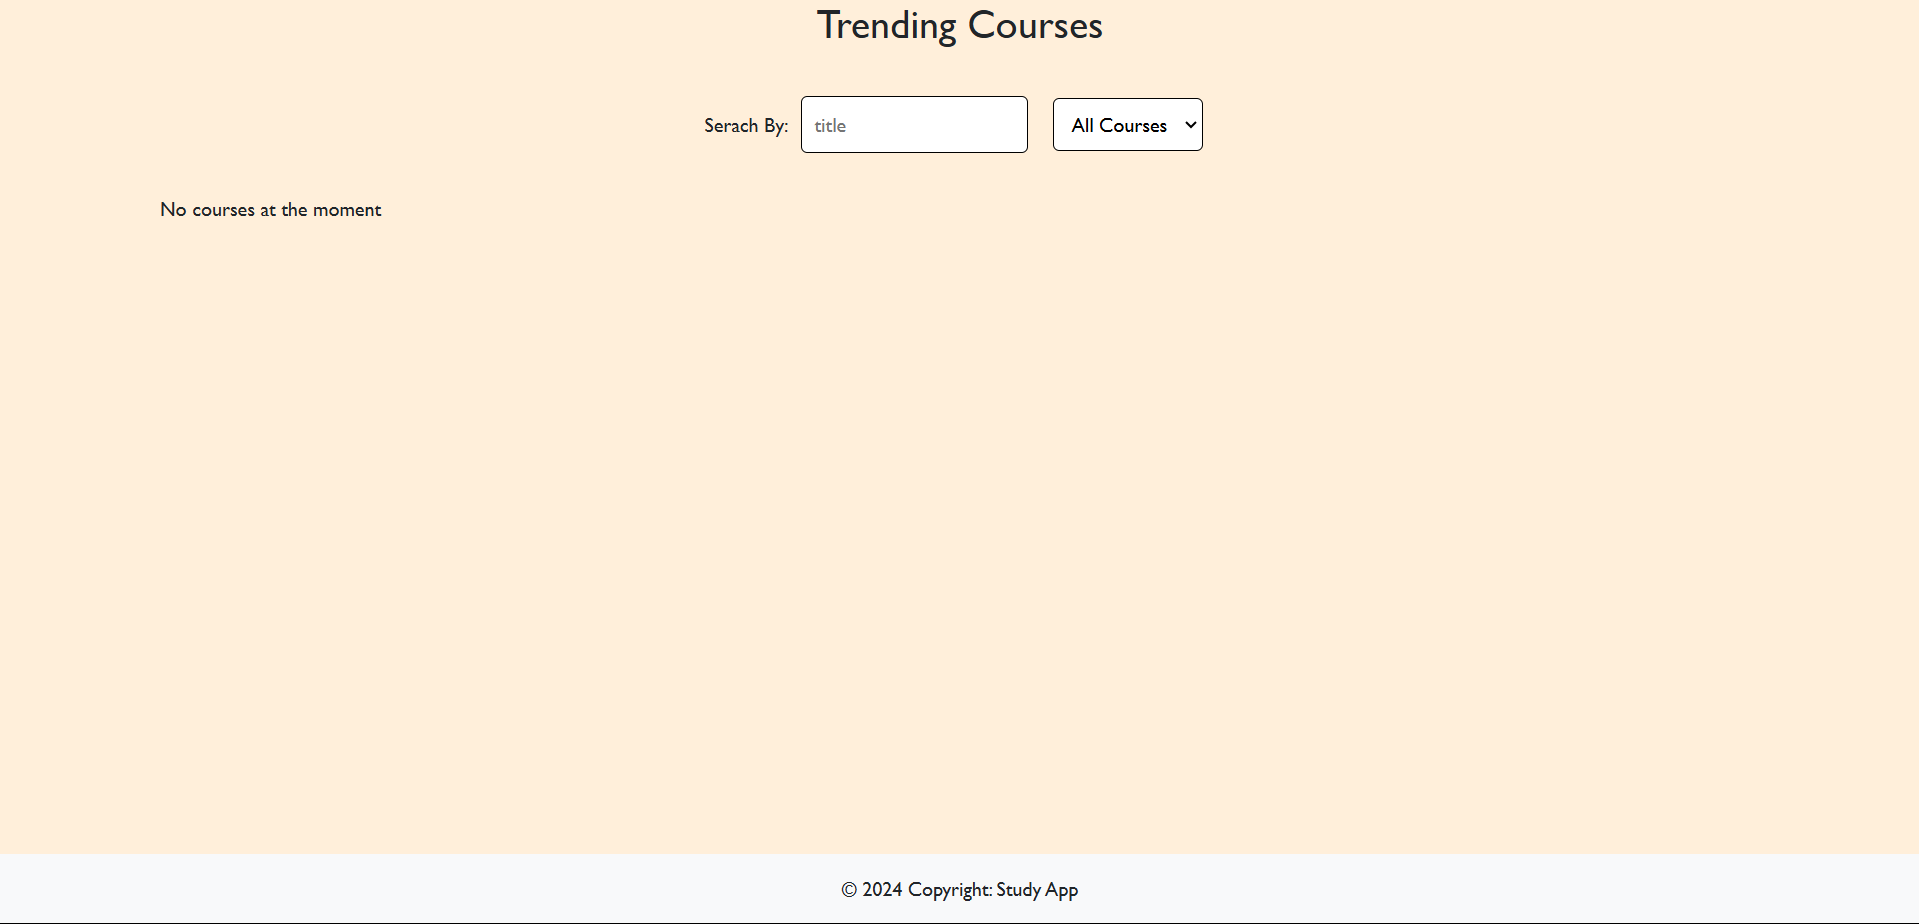 Trending Courses
Serach By: title All Courses
No courses at the moment
© 2024 Copyright: Study App